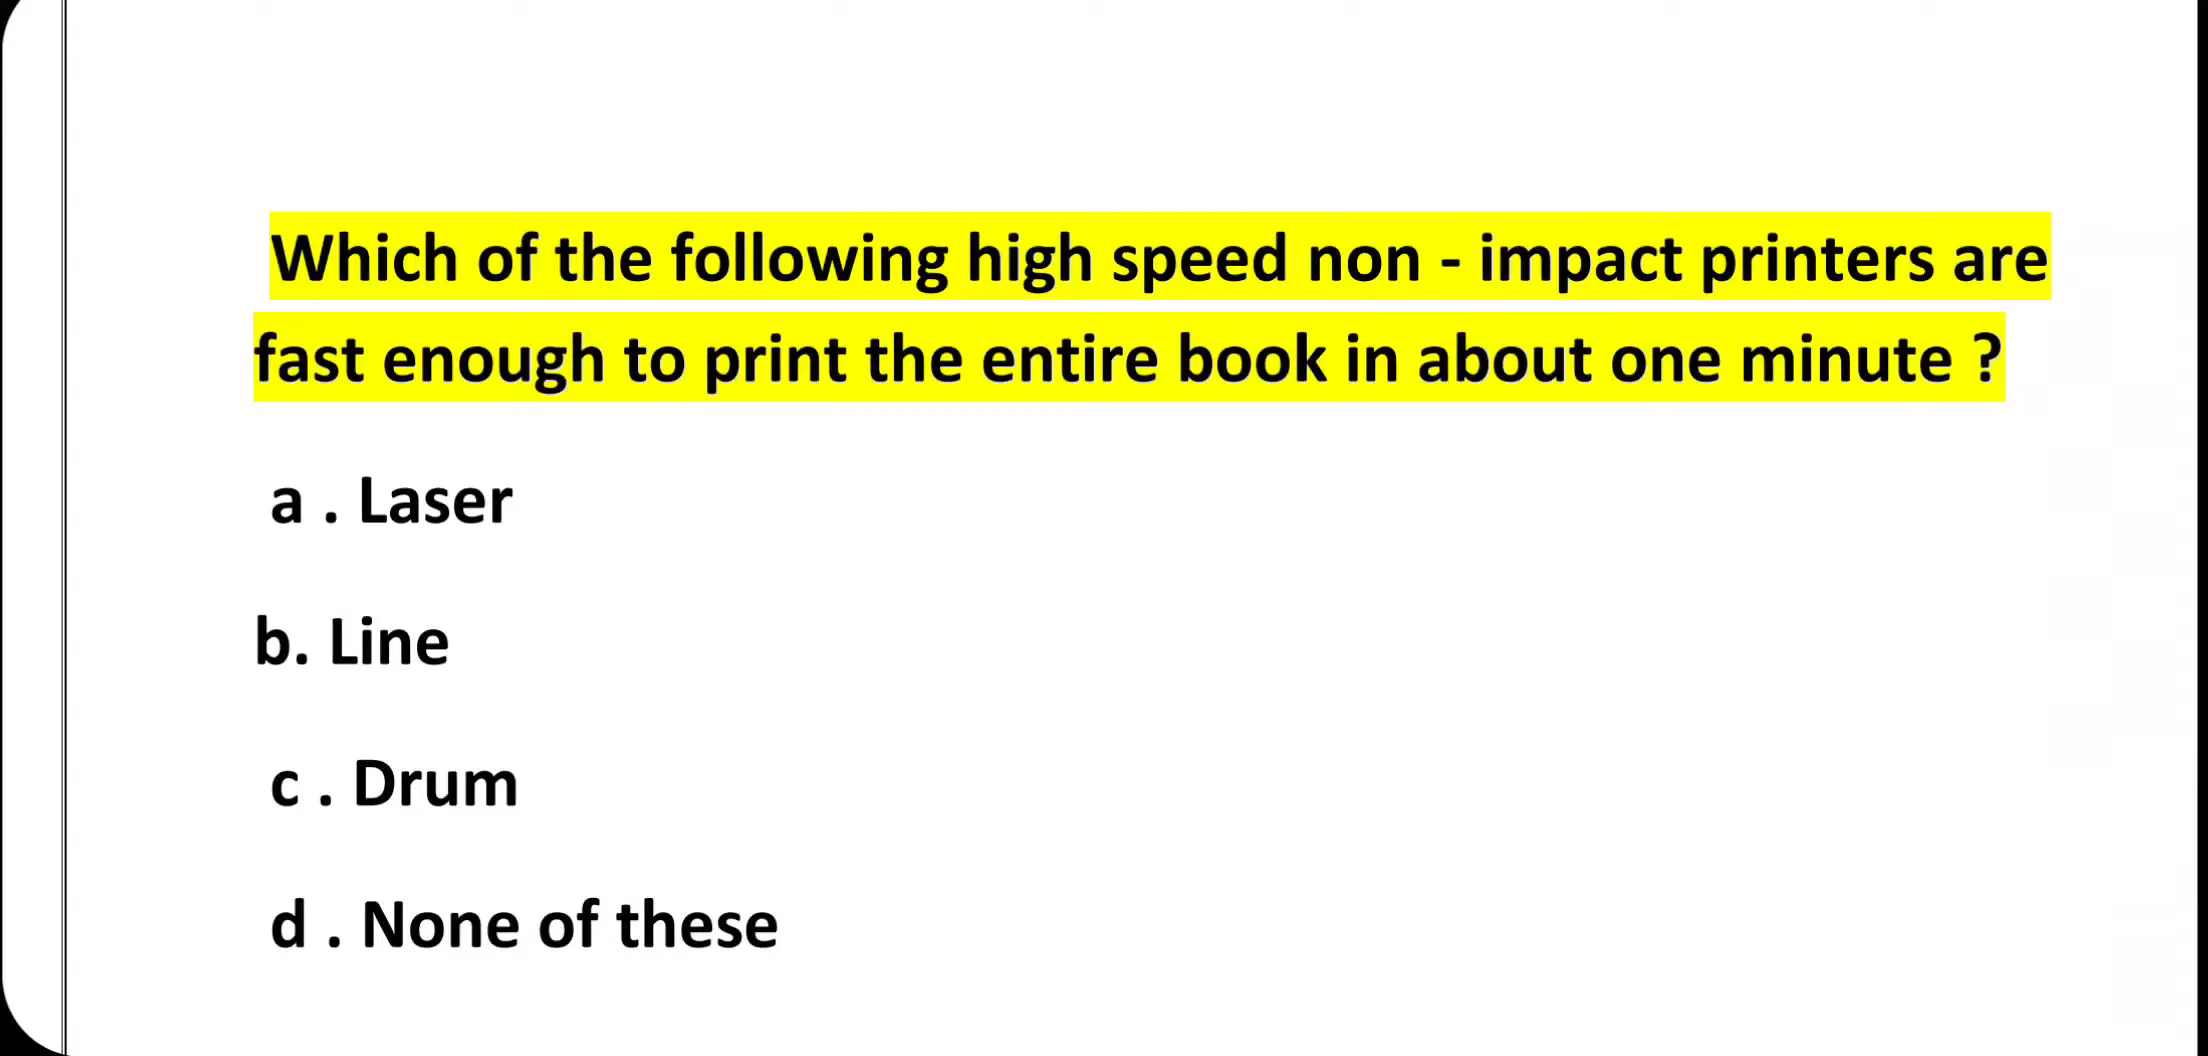 Which of the following high speed non - impact printers are
fast enough to print the entire book in about one minute ?
a . Laser
b. Line
c . Drum
d . None of these